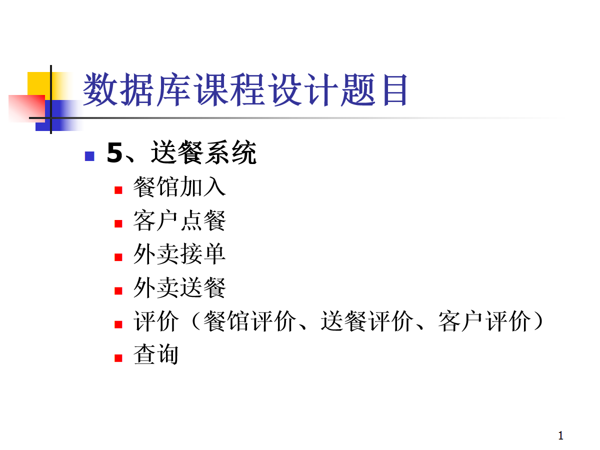 数据库课程设计题目
5、送餐系统
餐馆加入
客户点餐
外卖接单
外卖送餐
评价（餐馆评价、送餐评价、客户评价）
查询
1